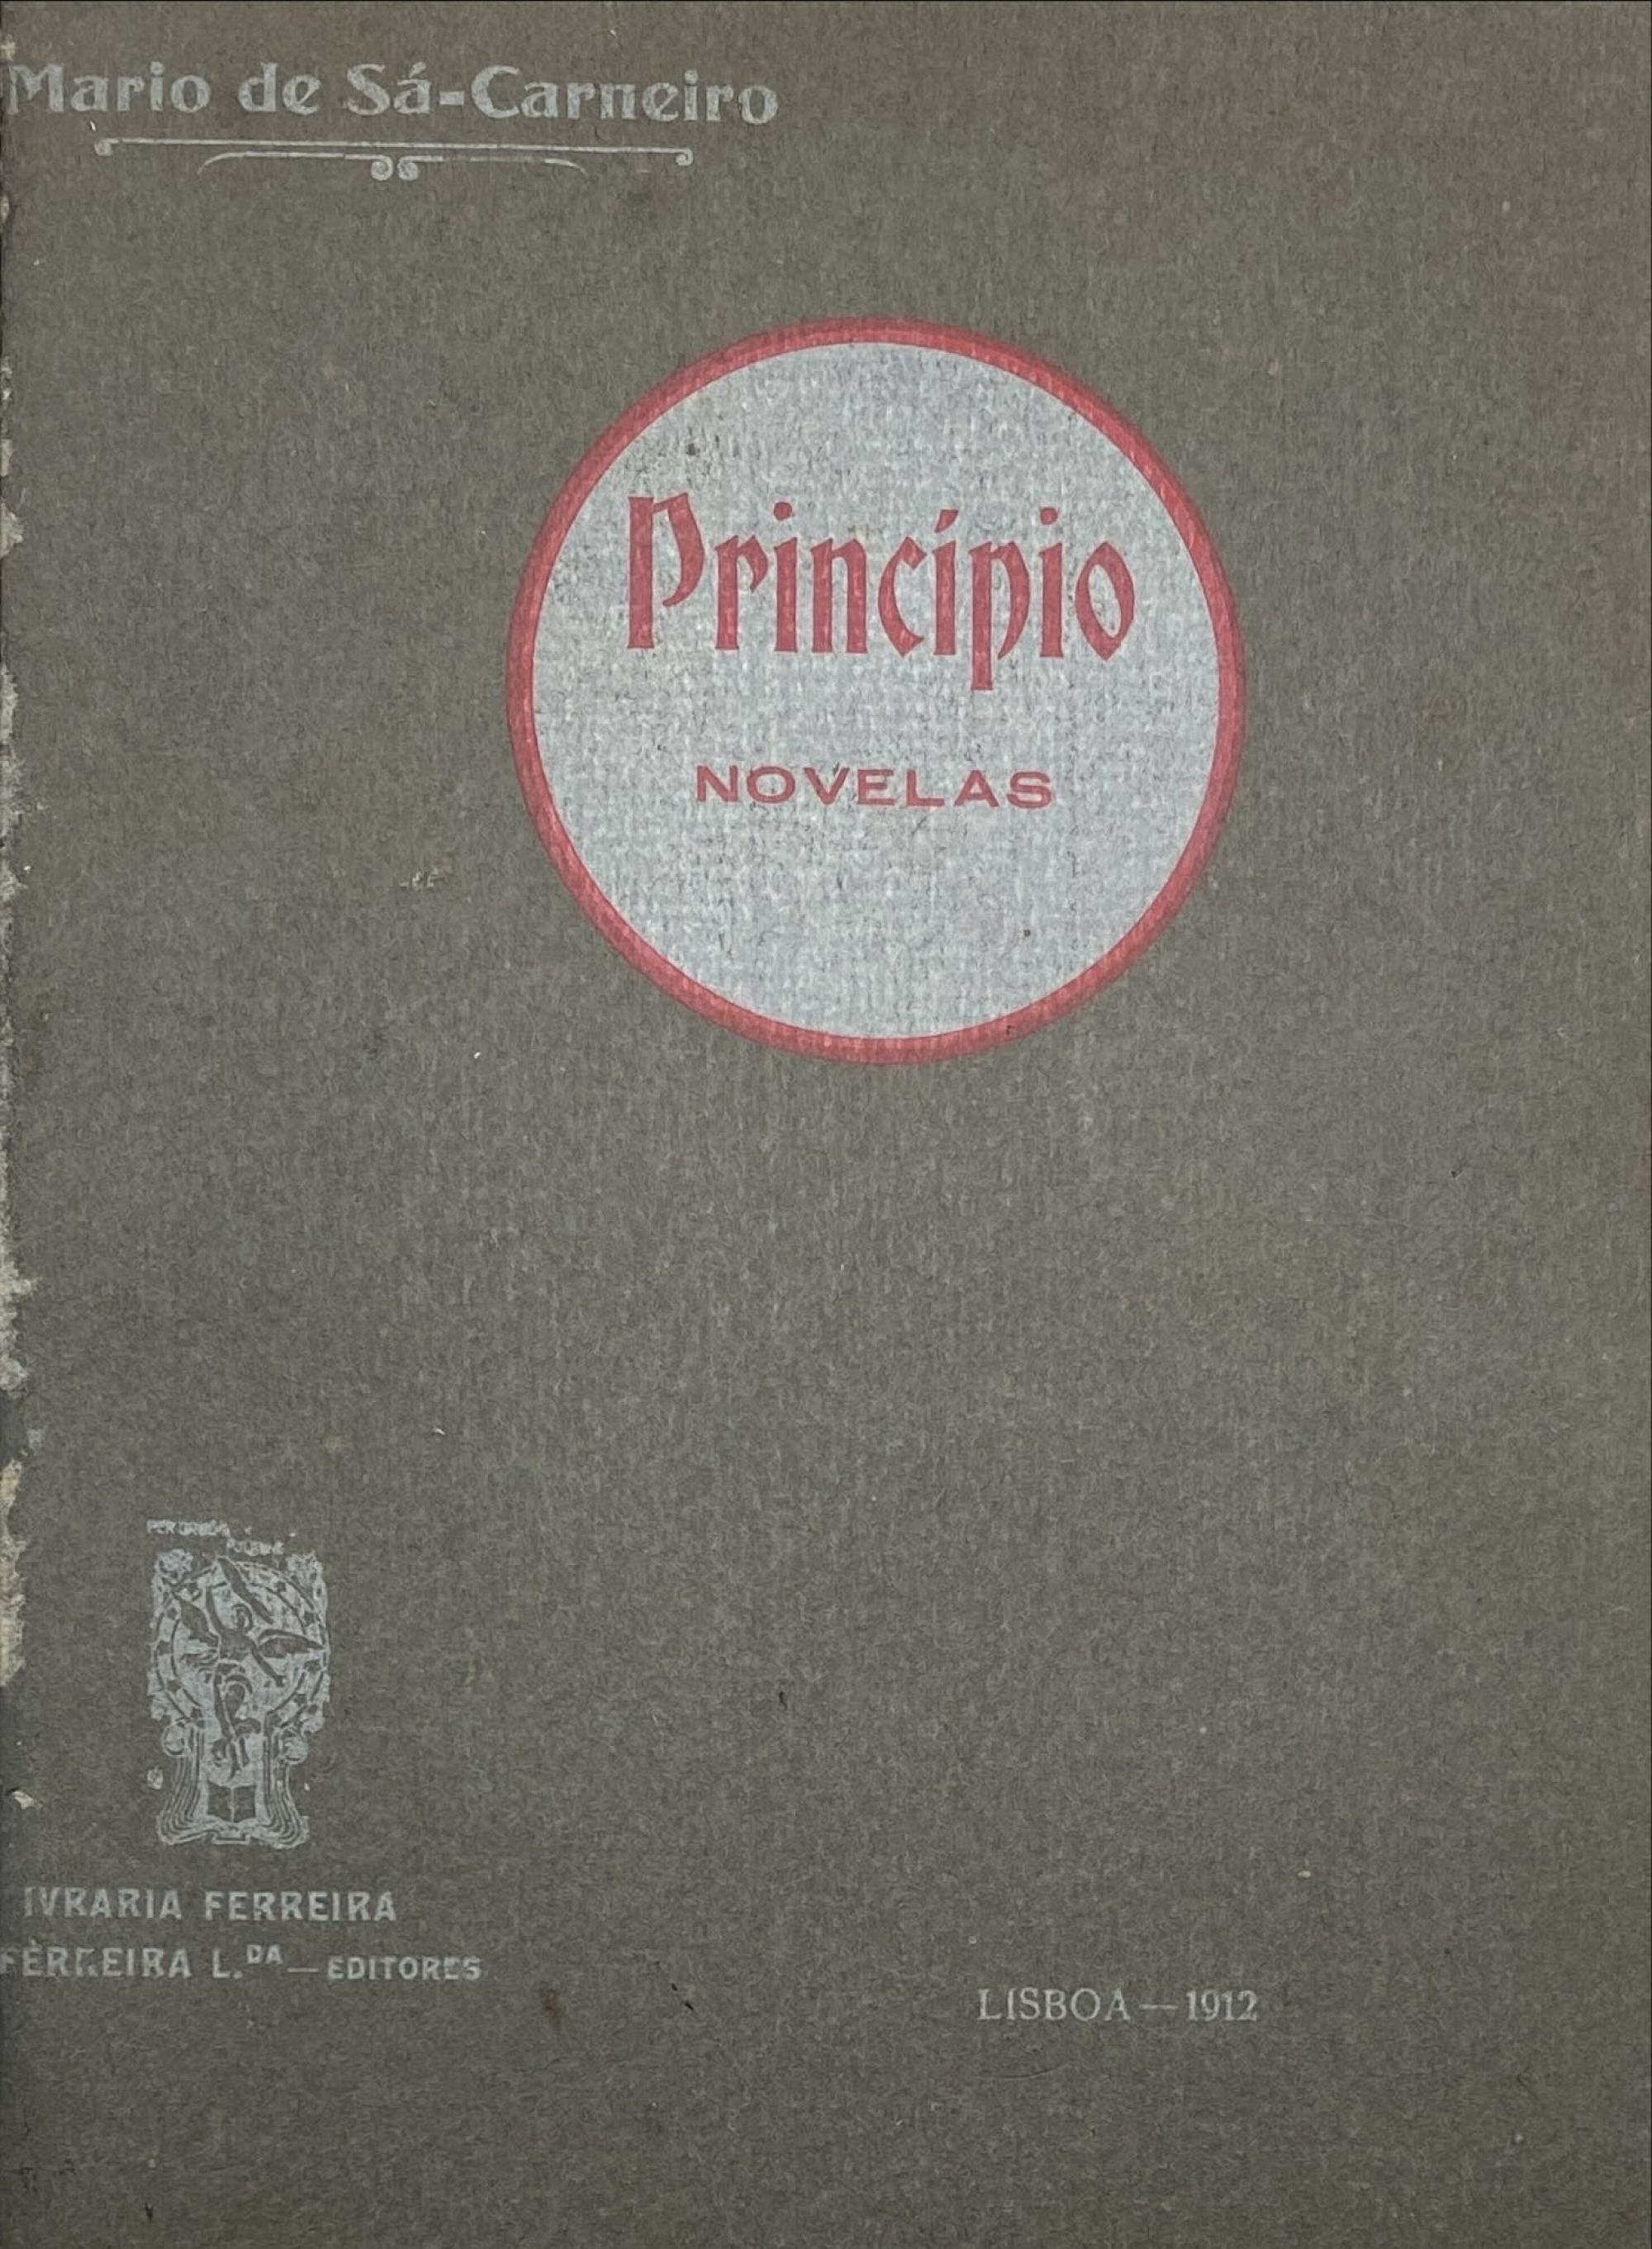 Mario de Sá-Carneiro
Princípio
NOVELAS
IVRARIA FERREIRA
FERREIRA L.DA — EDITORES
LISBOA — 1912